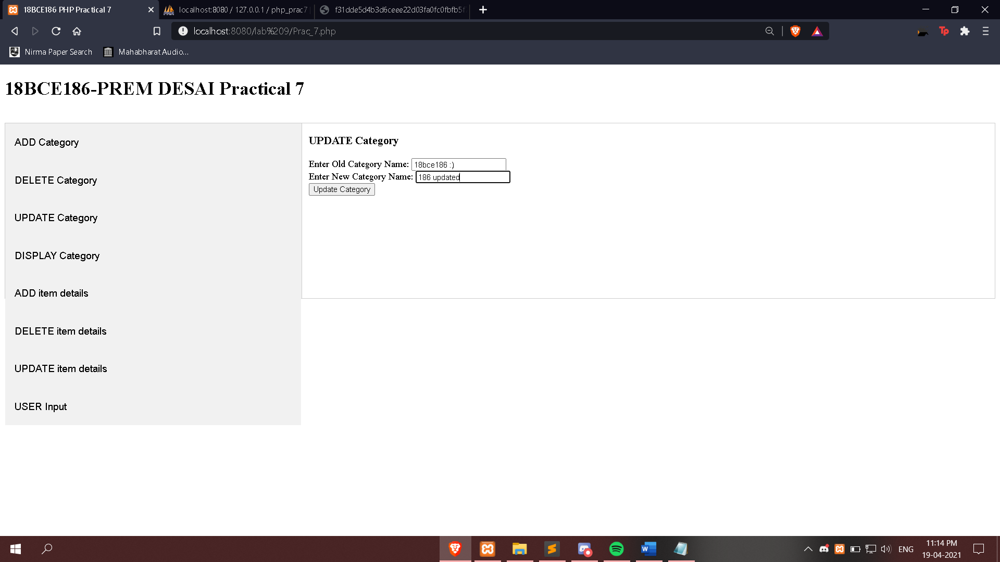 18BCE186 PHP Practical 7
localhost:8080 / 127.0.0.1 / php_prac7
f31dde5d4b3d6ceee22d03fa0fc0fbfb5f
localhost:8080/lab%209/Prac_7.php
Tp
Nirma Paper Search
Mahabharat Audio...
18BCE186-PREM DESAI Practical 7
ADD Category
DELETE Category
UPDATE Category
DISPLAY Category
ADD item details
DELETE item details
UPDATE item details
USER Input
UPDATE Category
Enter Old Category Name: 18bce186 :)
Enter New Category Name: 186 updated
Update Category
ENG
11:14 PM
19-04-2021